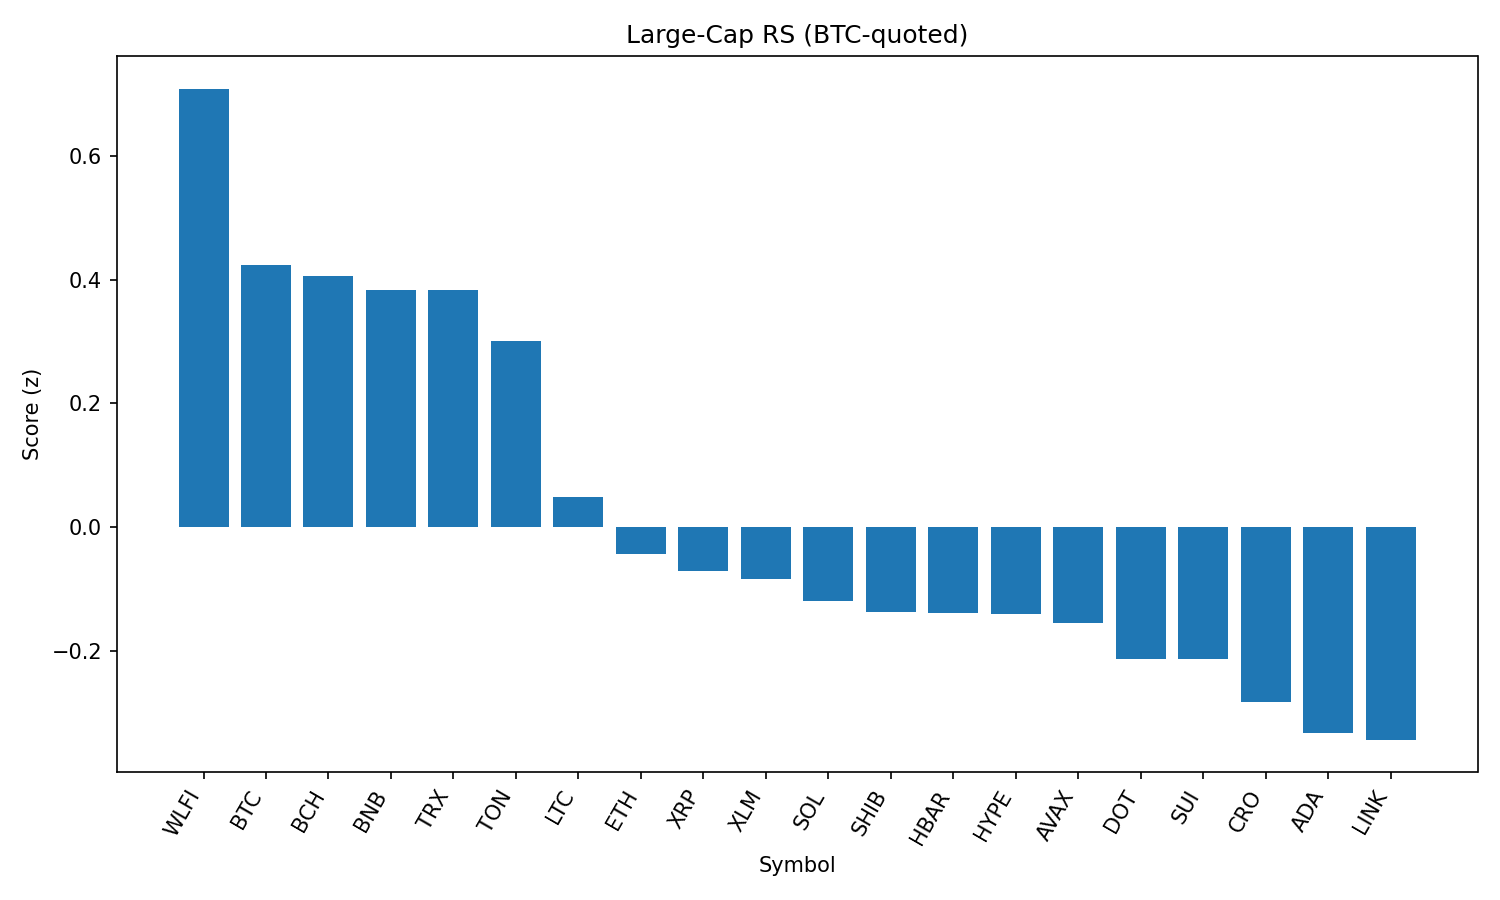 Large-Cap RS (BTC-quoted)
Score (z)
0.6
0.4
0.2
0.0
−0.2
WLFI
BTC
BCH
BNB
TRX
TON
LTC
ETH
XRP
XLM
SOL
SHIB
HBAR
HYPE
AVAX
DOT
SUI
CRO
ADA
LINK
Symbol